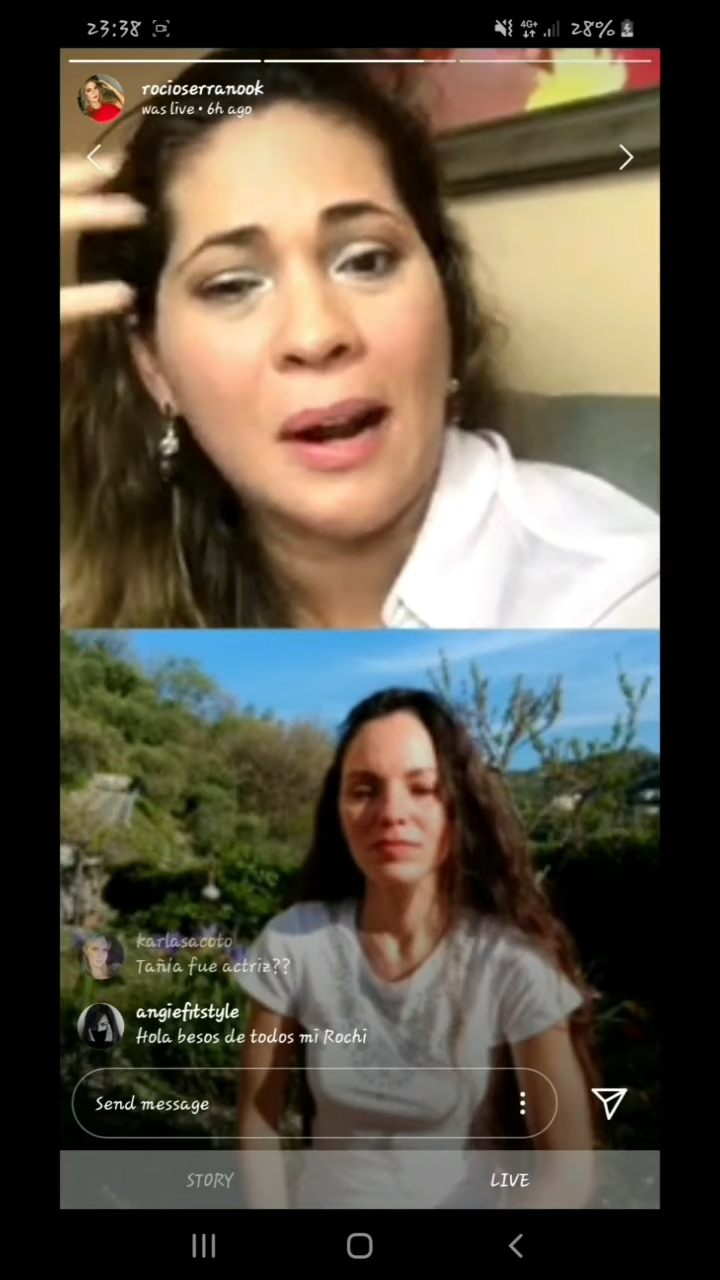 23:38
4G+
28%
rocioserranook
was live • 6h ago
karlasacoto
Tañia fue actriz??
angiefitstyle
Hola besos de todos mi Rochi
Send message
STORY
LIVE